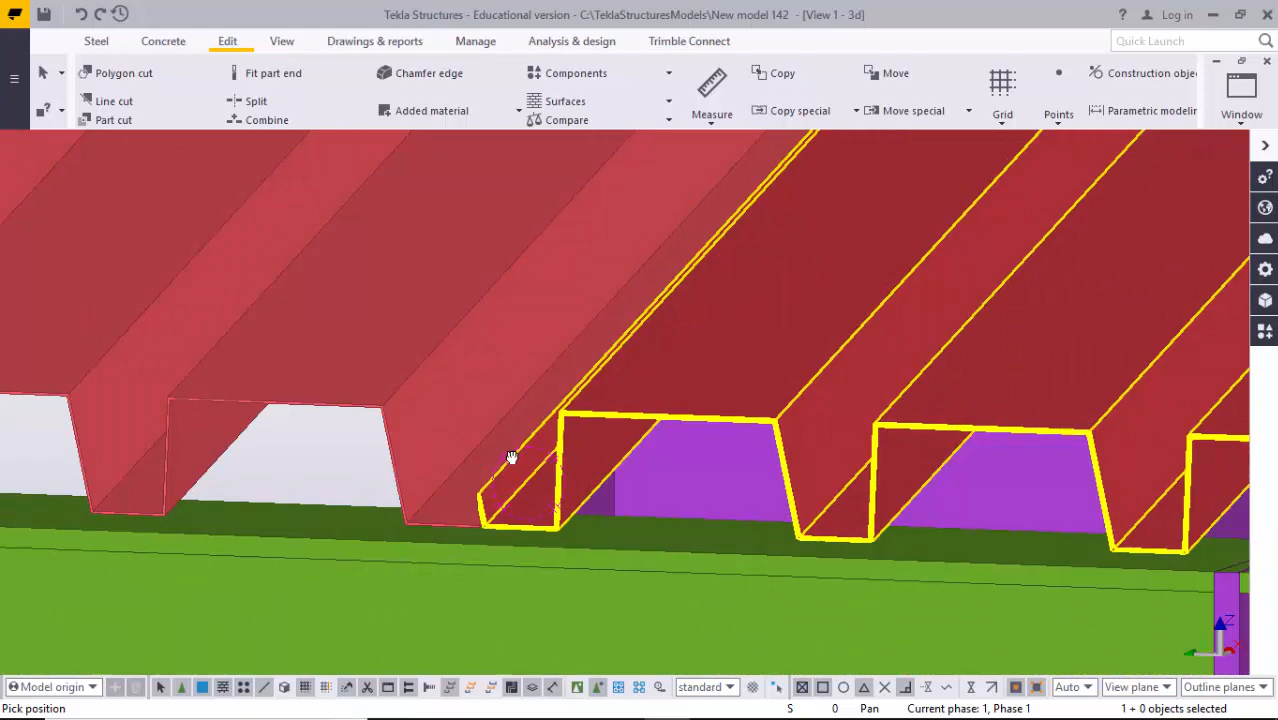 Tekla Structures - Educational version - C:\TeklaStructuresModels\New model 142 - [View 1 - 3d]
Log in
Steel Concrete Edit View Drawings & reports Manage Analysis & design Trimble Connect Quick Launch
Polygon cut Fit part end Chamfer edge Components Copy Move Construction obje
Line cut Split Added material Surfaces Measure Copy special Move special Grid Points Parametric modelin Window
Part cut Combine Compare
Z
Model origin standard Auto View plane Outline planes
Pick position S 0 Pan Current phase: 1, Phase 1 1 + 0 objects selected